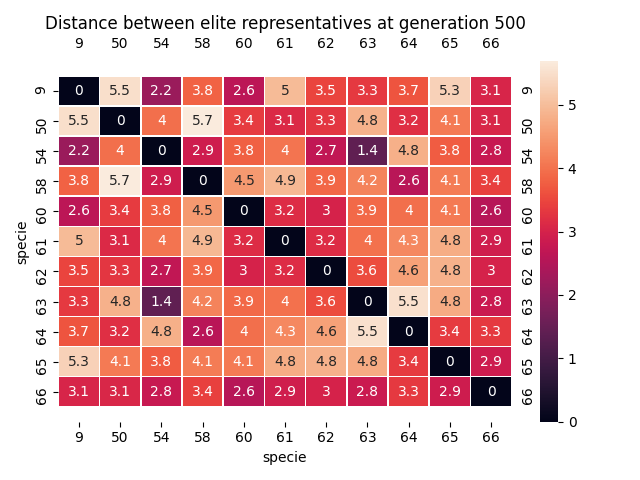 Distance between elite representatives at generation 500
9 50 54 58 60 61 62 63 64 65 66
9 0 5.5 2.2 3.8 2.6 5 3.5 3.3 3.7 5.3 3.1 9
50 5.5 0 4 5.7 3.4 3.1 3.3 4.8 3.2 4.1 3.1 50
54 2.2 4 0 2.9 3.8 4 2.7 1.4 4.8 3.8 2.8 54
58 3.8 5.7 2.9 0 4.5 4.9 3.9 4.2 2.6 4.1 3.4 58
60 2.6 3.4 3.8 4.5 0 3.2 3 3.9 4 4.1 2.6 60
61 5 3.1 4 4.9 3.2 0 3.2 4 4.3 4.8 2.9 61
62 3.5 3.3 2.7 3.9 3 3.2 0 3.6 4.6 4.8 3 62
63 3.3 4.8 1.4 4.2 3.9 4 3.6 0 5.5 4.8 2.8 63
64 3.7 3.2 4.8 2.6 4 4.3 4.6 5.5 0 3.4 3.3 64
65 5.3 4.1 3.8 4.1 4.1 4.8 4.8 4.8 3.4 0 2.9 65
66 3.1 3.1 2.8 3.4 2.6 2.9 3 2.8 3.3 2.9 0 66
9 50 54 58 60 61 62 63 64 65 66
specie
specie
5
4
3
2
1
0